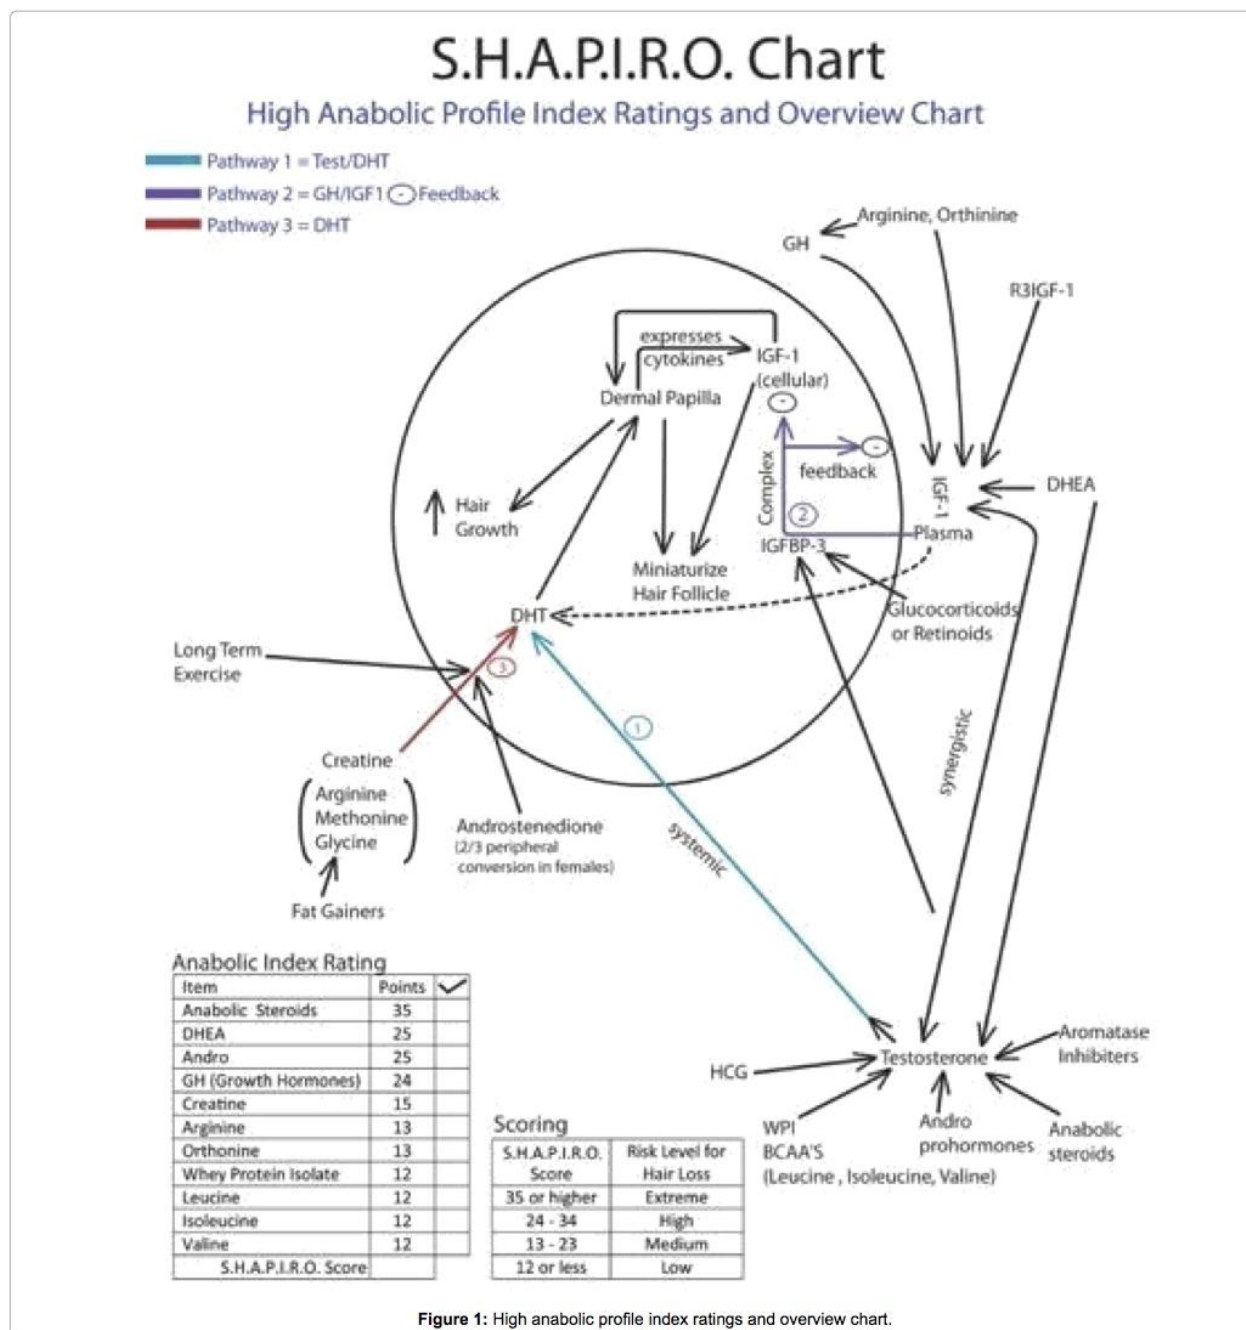 S.H.A.P.I.R.O. Chart
High Anabolic Profile Index Ratings and Overview Chart
Pathway 1 = Test/DHT
Pathway 2 = GH/IGF1 (-) Feedback
Pathway 3 = DHT
Arginine, Orthinine
GH
R3IGF-1
expresses
cytokines
IGF-1
(cellular)
-
Dermal Papilla
Complex
-
feedback
2
IGFBP-3
IGF-1
Plasma
DHEA
Hair
Growth
Miniaturize
Hair Follicle
DHT
Glucocorticoids
or Retinoids
Long Term
Exercise
3
1
synergistic
systemic
Creatine
Arginine
Methonine
Glycine
Fat Gainers
Androstenedione
(2/3 peripheral
conversion in females)
Anabolic Index Rating
Item Points ✓
Anabolic Steroids 35
DHEA 25
Andro 25
GH (Growth Hormones) 24
Creatine 15
Arginine 13
Orthonine 13
Whey Protein Isolate 12
Leucine 12
Isoleucine 12
Valine 12
S.H.A.P.I.R.O. Score
Scoring
S.H.A.P.I.R.O. Risk Level for
Score Hair Loss
35 or higher Extreme
24 - 34 High
13 - 23 Medium
12 or less Low
HCG
Testosterone
Aromatase
Inhibiters
WPI
BCAA'S
(Leucine , Isoleucine, Valine)
Andro
prohormones
Anabolic
steroids
Figure 1: High anabolic profile index ratings and overview chart.